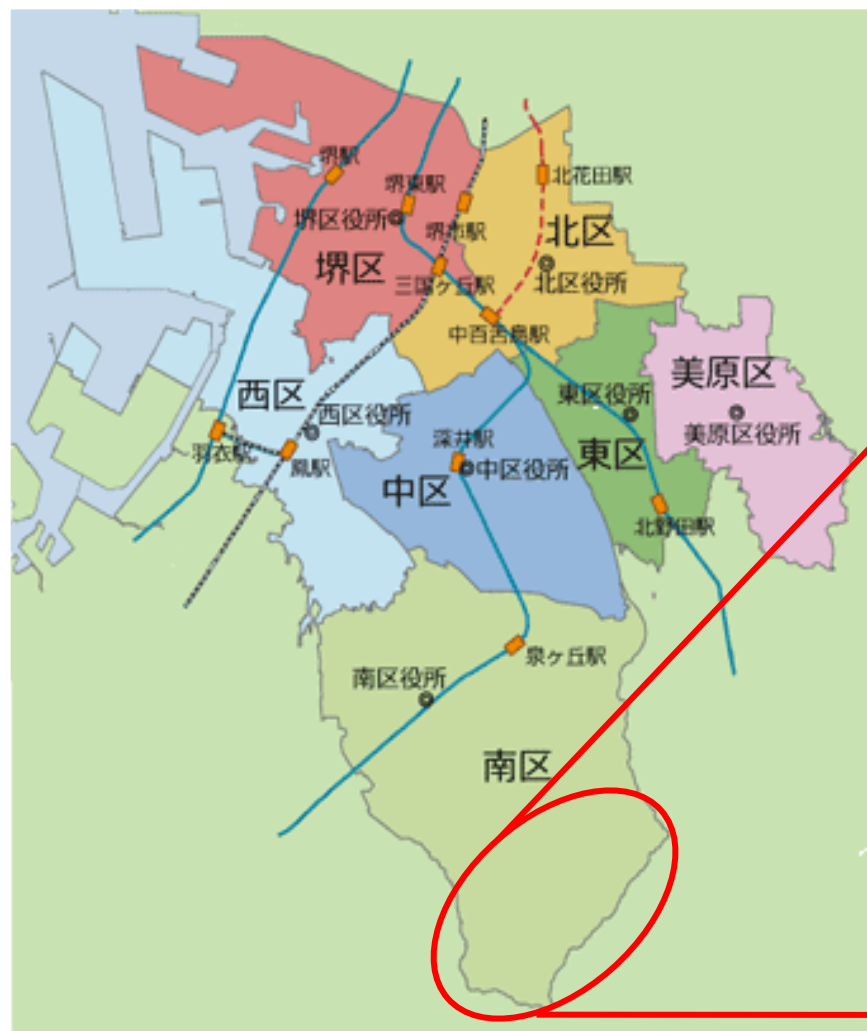 堺駅
北花田駅
堺東駅
堺区役所
堺市駅
北区
堺区
三国ヶ丘駅
北区役所
中百舌鳥駅
美原区
西区
西区役所
東区役所
美原区役所
羽衣駅
鳳駅
深井駅
中区役所
東区
中区
北野田駅
泉ヶ丘駅
南区役所
南区